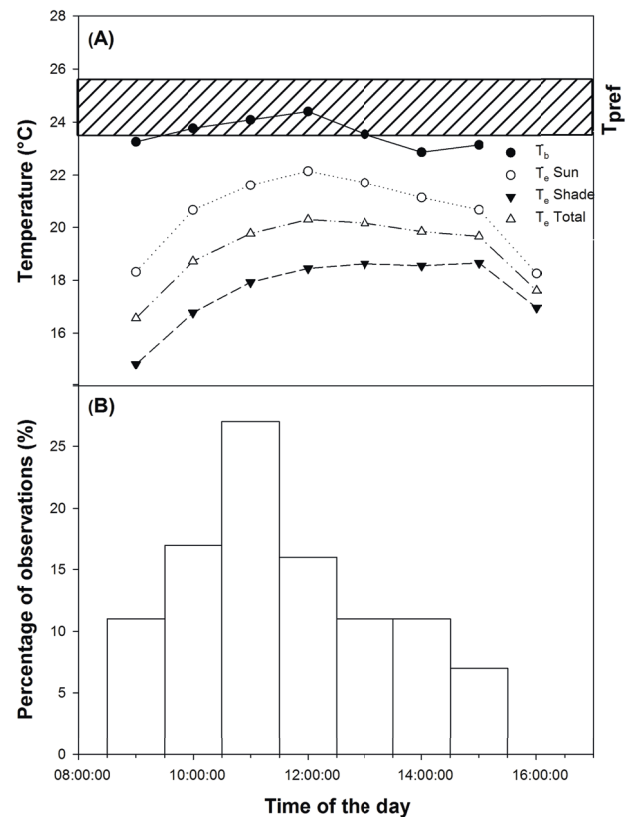 (A)
28
26
24
22
20
18
16
Temperature (°C)
Tpref
Tb
Te Sun
Te Shade
Te Total
(B)
25
20
15
10
5
0
Percentage of observations (%)
08:00:00 10:00:00 12:00:00 14:00:00 16:00:00
Time of the day